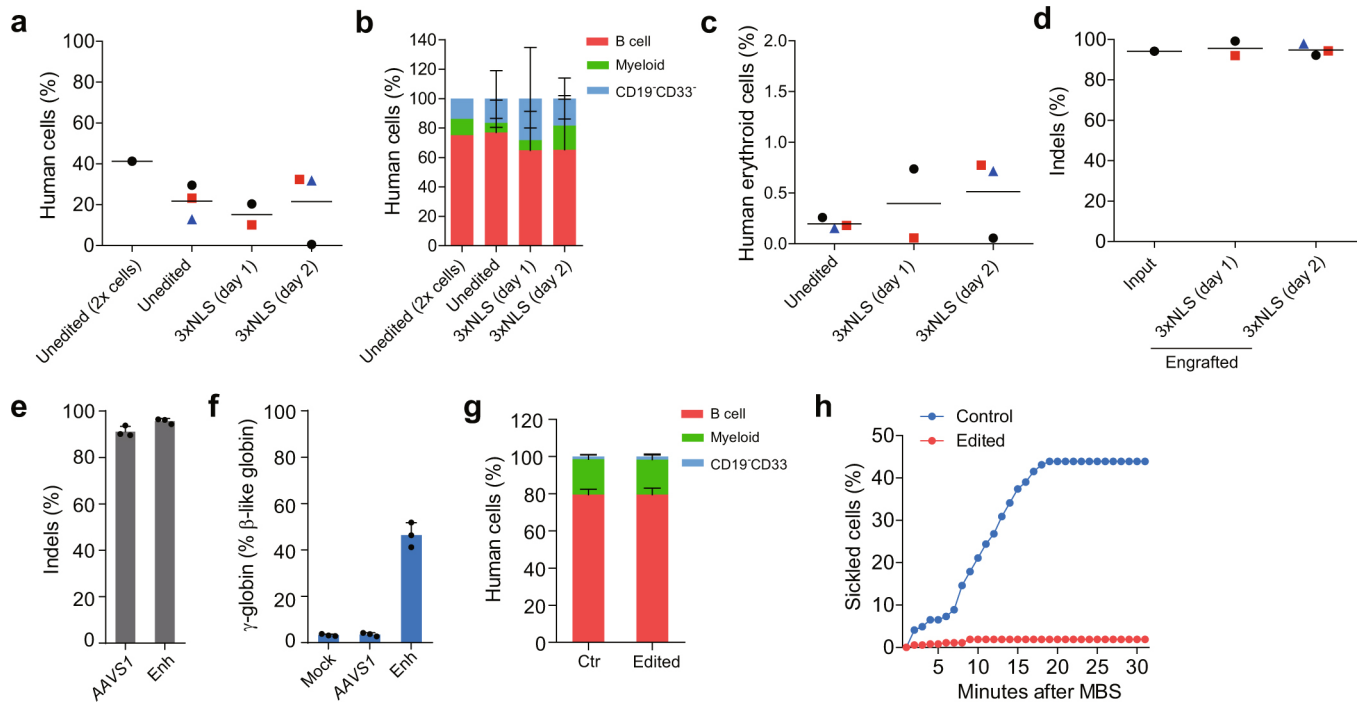 a
Human cells (%)
100
80
60
40
20
0
Unedited (2x cells)
Unedited
3xNLS (day 1)
3xNLS (day 2)
b
Human cells (%)
140
120
100
80
60
40
20
0
Unedited (2x cells)
Unedited
3xNLS (day 1)
3xNLS (day 2)
B cell
Myeloid
CD19⁻CD33⁻
c
Human erythroid cells (%)
2.0
1.5
1.0
0.5
0.0
Unedited
3xNLS (day 1)
3xNLS (day 2)
d
Indels (%)
100
80
60
40
20
0
Input
3xNLS (day 1)
3xNLS (day 2)
Engrafted
e
Indels (%)
100
80
60
40
20
0
AAVS1
Enh
f
γ-globin (% β-like globin)
100
80
60
40
20
0
Mock
AAVS1
Enh
g
Human cells (%)
120
100
80
60
40
20
0
Ctr
Edited
B cell
Myeloid
CD19⁻CD33
h
Control
Edited
Sickled cells (%)
50
40
30
20
10
0
5
10
15
20
25
30
Minutes after MBS